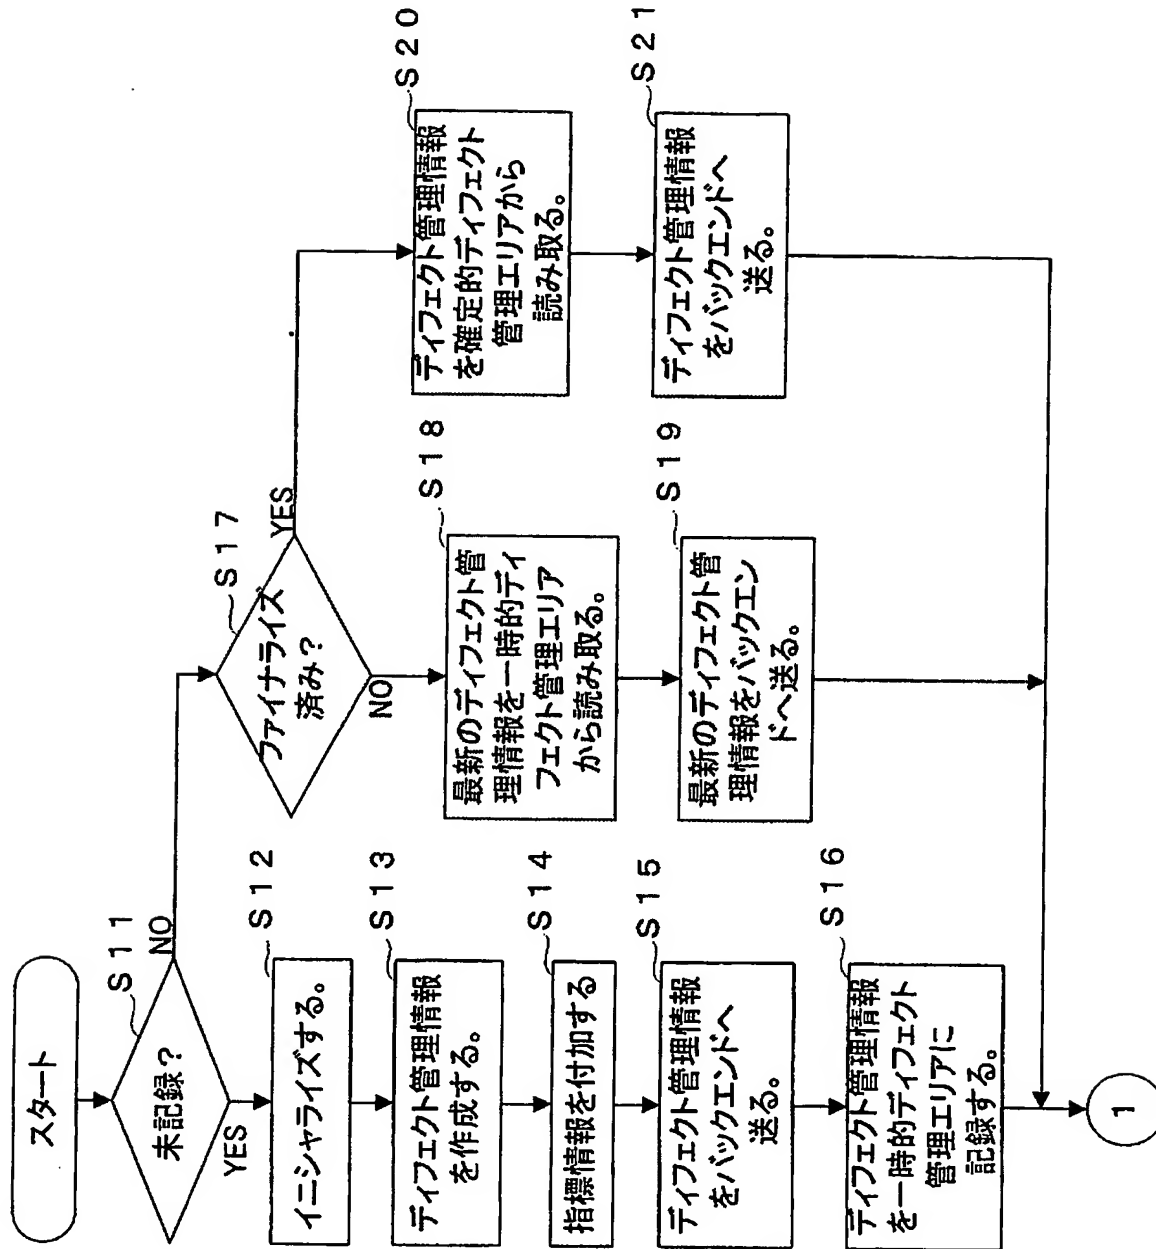 スタート
S11
未記録？
NO
YES
S12
イニシャライズする。
S13
ディフェクト管理情報
を作成する。
S14
指標情報を付加する
S15
ディフェクト管理情報
をバックエンドへ
送る。
S16
ディフェクト管理情報
を一時的ディフェクト
管理エリアに
記録する。
S17
ファイナライズ
済み？
YES
NO
S18
最新のディフェクト管
理情報を一時的ディ
フェクト管理エリア
から読み取る。
S19
最新のディフェクト管
理情報をバックエン
ドへ送る。
S20
ディフェクト管理情報
を確定的ディフェクト
管理エリアから
読み取る。
S21
ディフェクト管理情報
をバックエンドへ
送る。
1